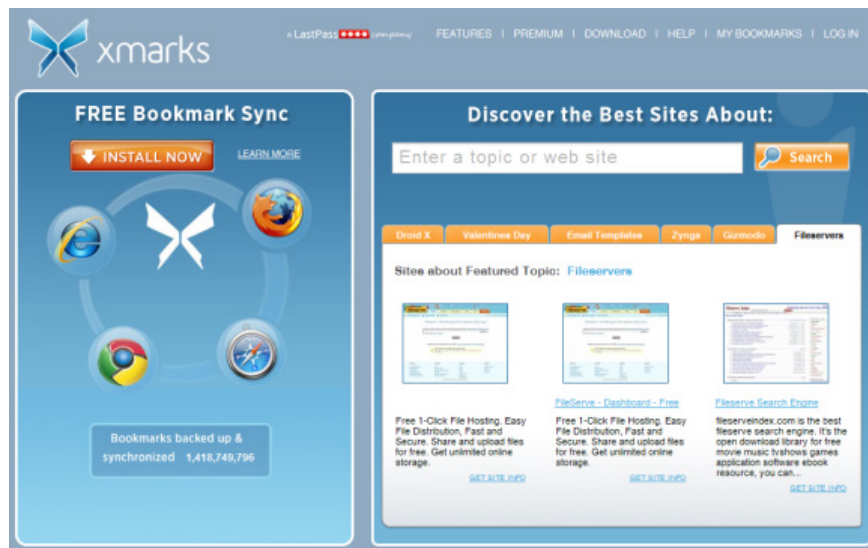 xmarks
a LastPass **** company
FEATURES | PREMIUM | DOWNLOAD | HELP | MY BOOKMARKS | LOG IN
FREE Bookmark Sync
INSTALL NOW
LEARN MORE
Bookmarks backed up &
synchronized 1,418,749,796
Discover the Best Sites About:
Enter a topic or web site
Search
Droid X
Valentines Day
Email Templates
Zynga
Gizmodo
Fileservers
Sites about Featured Topic: Fileservers
Free 1-Click File Hosting. Easy
File Distribution, Fast and
Secure. Share and upload files
for free. Get unlimited online
storage.
GET SITE INFO
FileServe - Dashboard - Free
Free 1-Click File Hosting. Easy
File Distribution, Fast and
Secure. Share and upload files
for free. Get unlimited online
storage.
GET SITE INFO
Fileserve Search Engine
fileserveindex.com is the best
fileserve search engine. It's the
open download library for free
movie music tvshows games
application software ebook
resource, you can...
GET SITE INFO